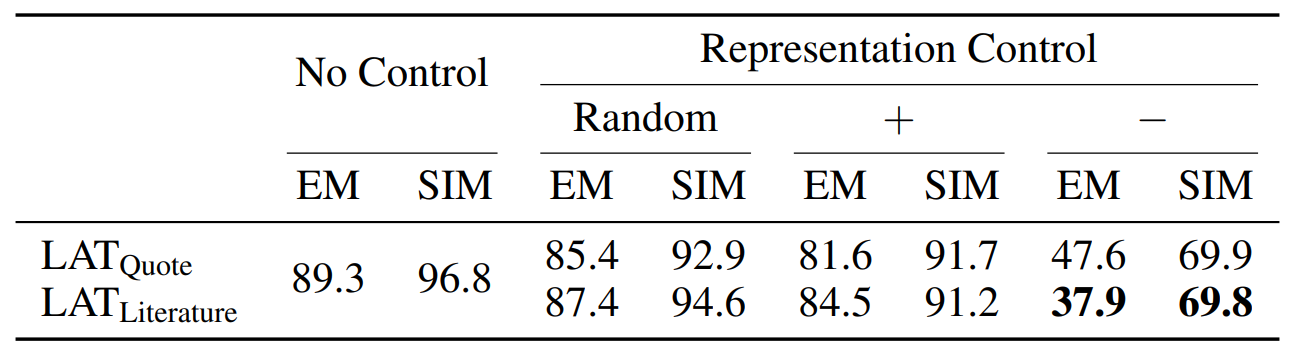 Representation Control
No Control
Random + −
EM SIM EM SIM EM SIM EM SIM
LAT Quote 85.4 92.9 81.6 91.7 47.6 69.9
89.3 96.8
LAT Literature 87.4 94.6 84.5 91.2 37.9 69.8